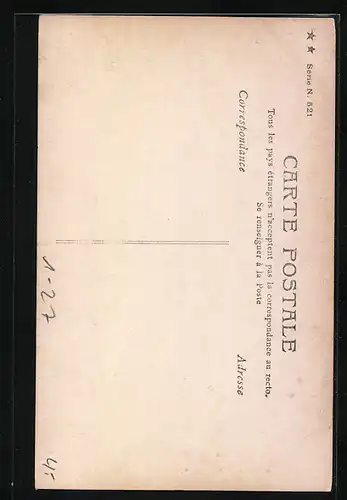 ★★ Serie N. 521
CARTE POSTALE
Tous les pays étrangers n'acceptent pas la correspondance au recto,
Se renseigner à la Poste
Correspondance
Adresse
1-27
4,-